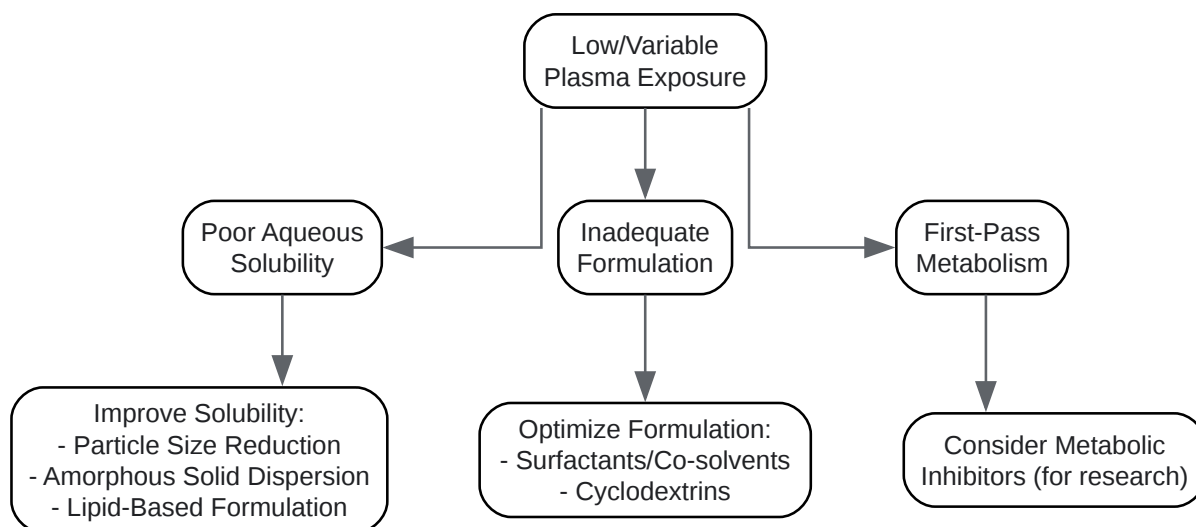 Low/Variable
Plasma Exposure
Poor Aqueous
Solubility
Inadequate
Formulation
First-Pass
Metabolism
Improve Solubility:
- Particle Size Reduction
- Amorphous Solid Dispersion
- Lipid-Based Formulation
Optimize Formulation:
- Surfactants/Co-solvents
- Cyclodextrins
Consider Metabolic
Inhibitors (for research)